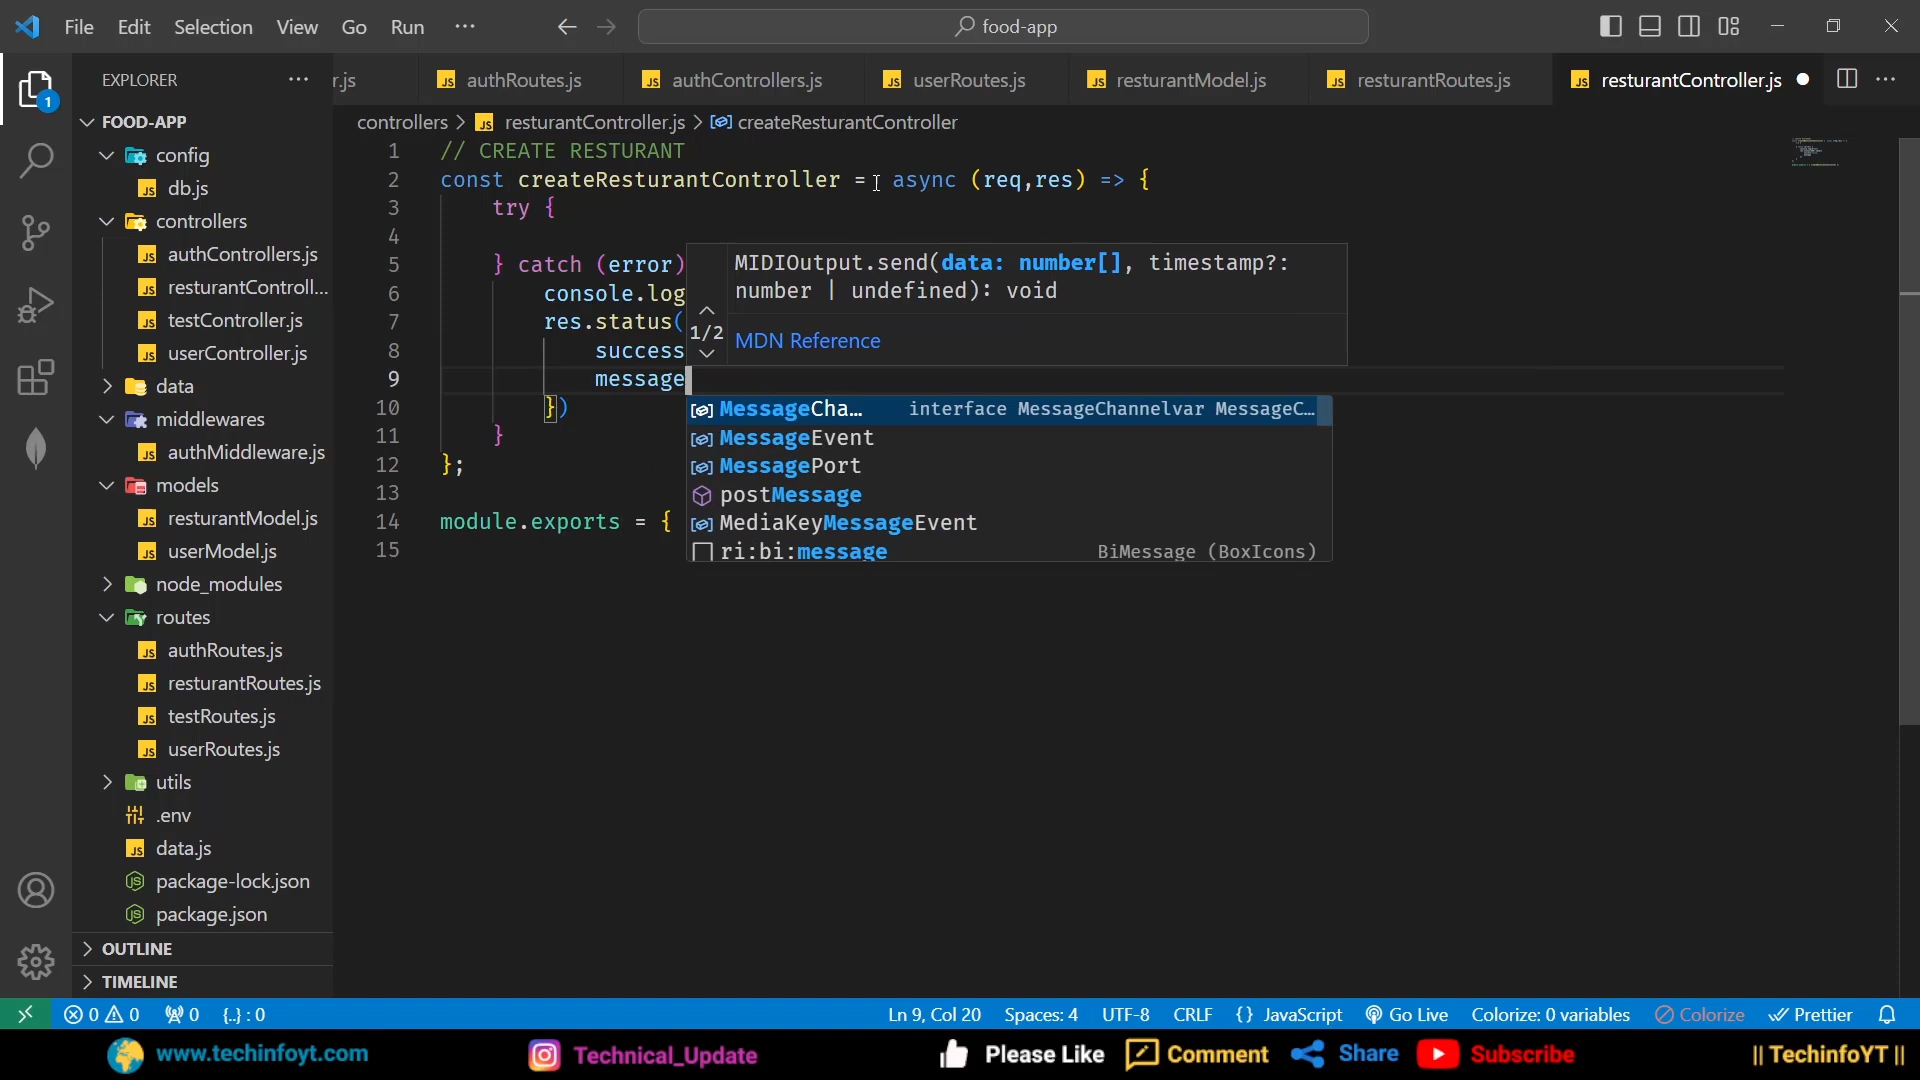 File Edit Selection View Go Run ··· food-app
EXPLORER ···
r.js authRoutes.js authControllers.js userRoutes.js resturantModel.js resturantRoutes.js resturantController.js
FOOD-APP
config
db.js
controllers
authControllers.js
resturantControll...
testController.js
userController.js
data
middlewares
authMiddleware.js
models
resturantModel.js
userModel.js
node_modules
routes
authRoutes.js
resturantRoutes.js
testRoutes.js
userRoutes.js
utils
.env
data.js
package-lock.json
package.json
OUTLINE
TIMELINE
controllers > resturantController.js > createResturantController
1 // CREATE RESTURANT
2 const createResturantController = async (req,res) => {
3 try {
4
5 } catch (error)
6 console.log
7 res.status(
8 success
9 message
10 })
11 }
12 };
13
14 module.exports = {
15
MIDIOutput.send(data: number[], timestamp?:
number | undefined): void
1/2
MDN Reference
MessageCha... interface MessageChannelvar MessageC...
MessageEvent
MessagePort
postMessage
MediaKeyMessageEvent
ri:bi:message BiMessage (BoxIcons)
1
0 0 0 {..} : 0 Ln 9, Col 20 Spaces: 4 UTF-8 CRLF {} JavaScript Go Live Colorize: 0 variables Colorize Prettier
www.techinfoyt.com Technical_Update Please Like Comment Share Subscribe || TechinfoYT ||